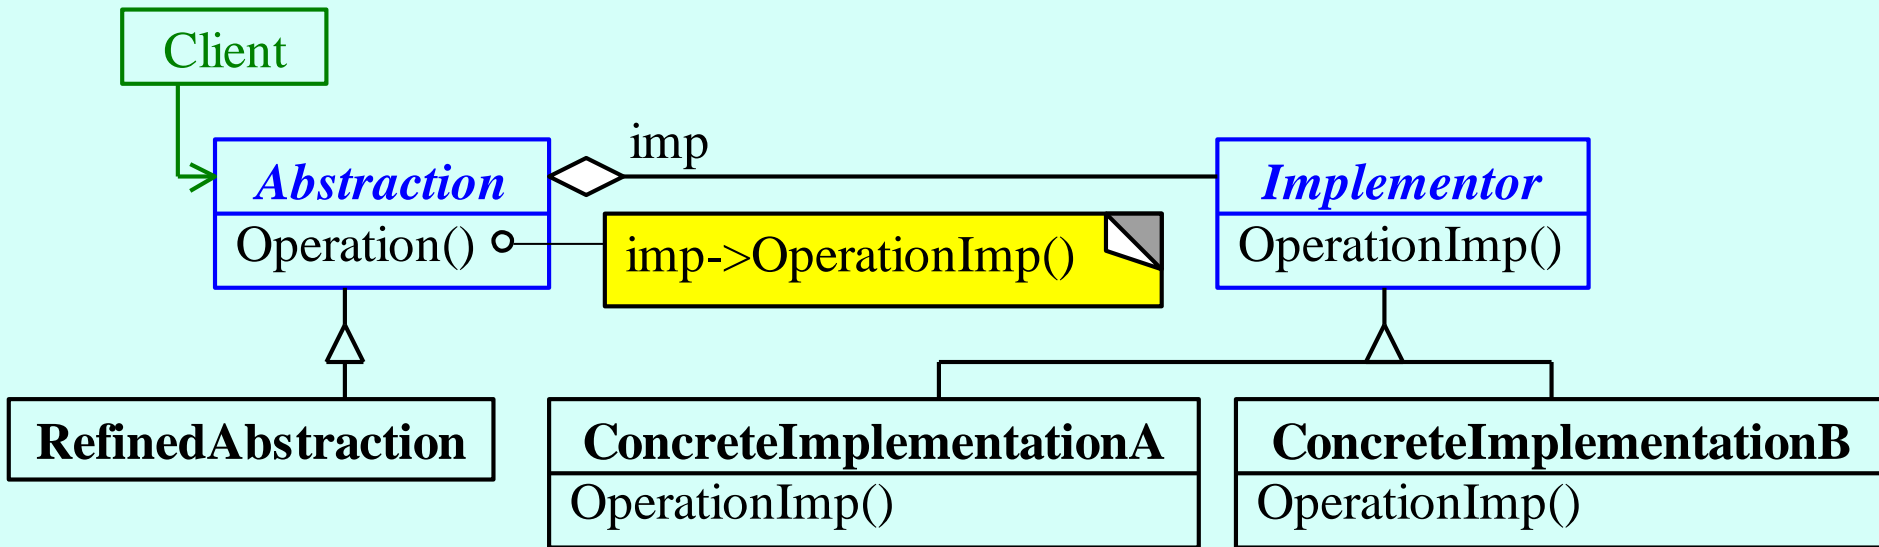 Client
imp
Abstraction
Implementor
Operation()
imp->OperationImp()
OperationImp()
RefinedAbstraction
ConcreteImplementationA
ConcreteImplementationB
OperationImp()
OperationImp()